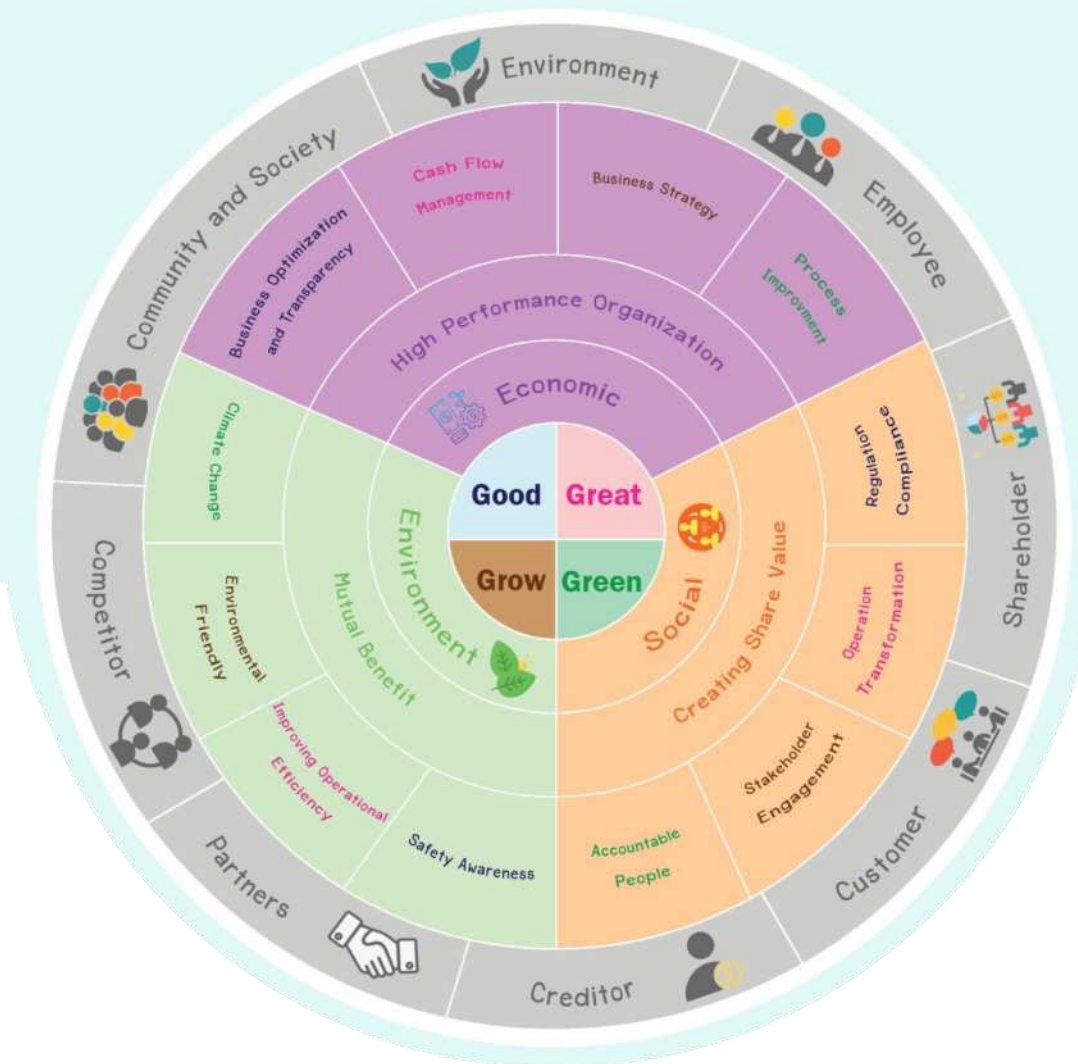 Environment
Employee
Shareholder
Customer
Creditor
Partners
Competitor
Community and Society
Cash Flow
Management
Business Strategy
Process
Improvment
Regulation
Compliance
Operation
Transformation
Stakeholder
Engagement
Accountable
People
Safety Awareness
Improving Operational
Efficiency
Environmental
Friendly
Climate Change
Business Optimization
and Transparency
High Performance Organization
Creating Share Value
Mutual Benefit
Economic
Social
Environment
Good
Great
Grow
Green